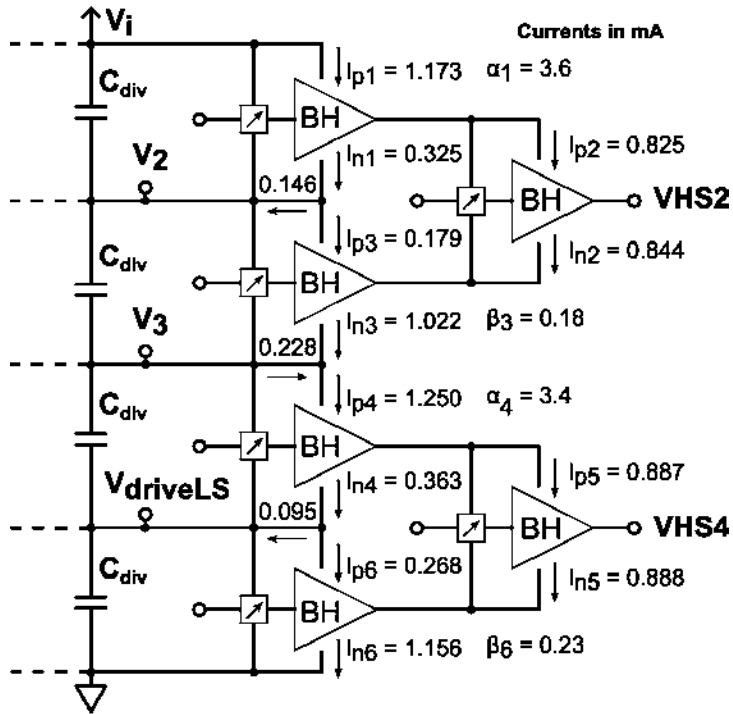 Vi
Currents in mA
Cdiv
Ip1 = 1.173 α1 = 3.6
BH
V2
0.146
In1 = 0.325
Ip2 = 0.825
BH
VHS2
Cdiv
Ip3 = 0.179
In2 = 0.844
BH
V3
0.228
In3 = 1.022 β3 = 0.18
Cdiv
Ip4 = 1.250 α4 = 3.4
BH
VdriveLS
0.095
In4 = 0.363
Ip5 = 0.887
BH
VHS4
Cdiv
Ip6 = 0.268
In5 = 0.888
BH
In6 = 1.156 β6 = 0.23